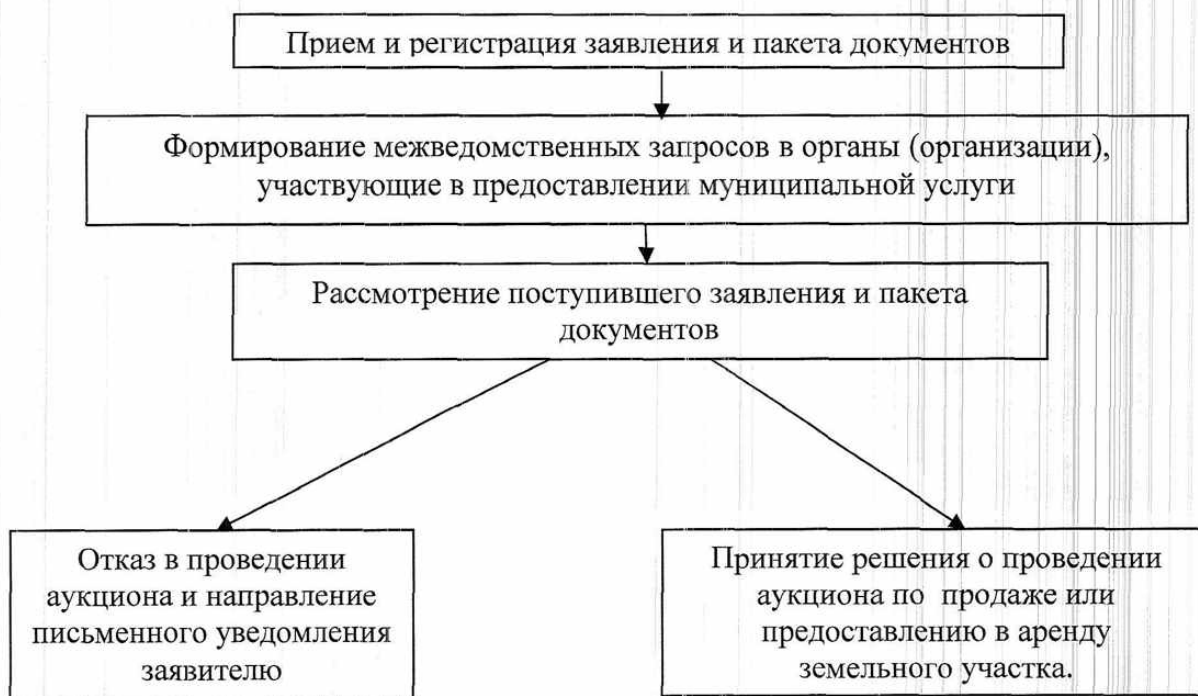 Прием и регистрация заявления и пакета документов
Формирование межведомственных запросов в органы (организации),
участвующие в предоставлении муниципальной услуги
Рассмотрение поступившего заявления и пакета
документов
Отказ в проведении
аукциона и направление
письменного уведомления
заявителю
Принятие решения о проведении
аукциона по продаже или
предоставлению в аренду
земельного участка.